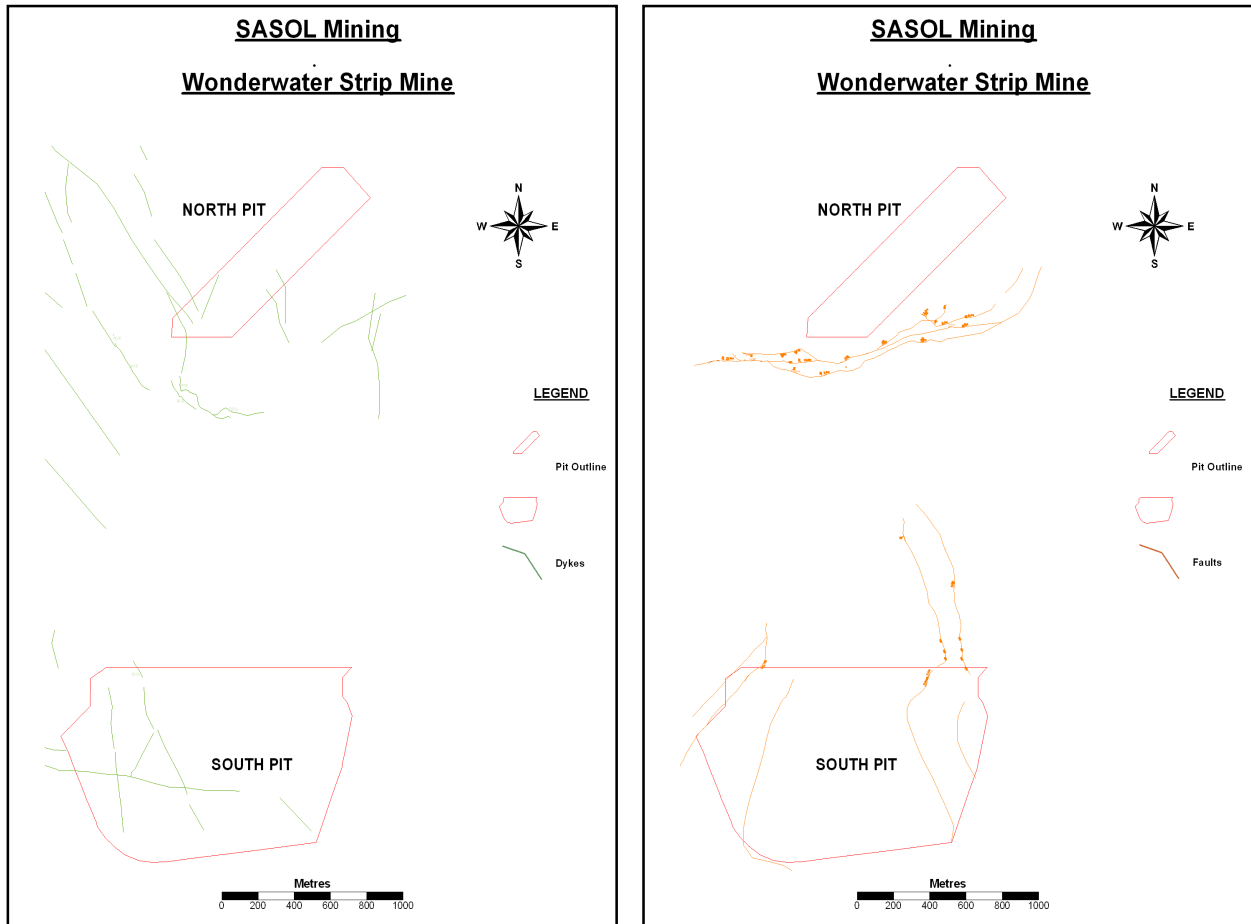 SASOL Mining
Wonderwater Strip Mine
NORTH PIT
N
W E
S
LEGEND
Pit Outline
Dykes
SOUTH PIT
Metres
0 200 400 600 800 1000
SASOL Mining
Wonderwater Strip Mine
NORTH PIT
N
W E
S
LEGEND
Pit Outline
Faults
SOUTH PIT
Metres
0 200 400 600 800 1000